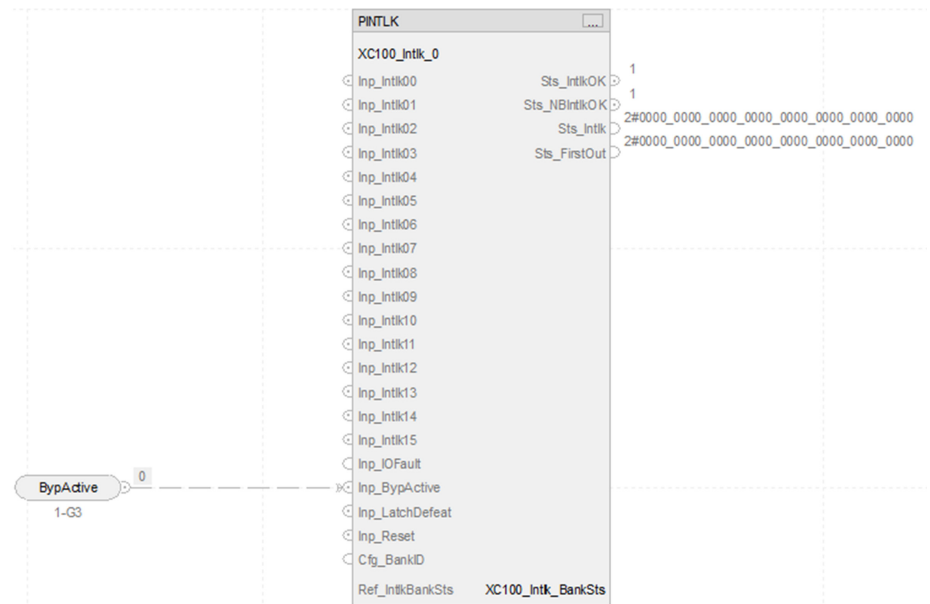 PINTLK ...
XC100_Intlk_0
Inp_Intlk00 Sts_IntlkOK 1
Inp_Intlk01 Sts_NBIntlkOK 1
Inp_Intlk02 Sts_Intlk 2#0000_0000_0000_0000_0000_0000_0000_0000
Inp_Intlk03 Sts_FirstOut 2#0000_0000_0000_0000_0000_0000_0000_0000
Inp_Intlk04
Inp_Intlk05
Inp_Intlk06
Inp_Intlk07
Inp_Intlk08
Inp_Intlk09
Inp_Intlk10
Inp_Intlk11
Inp_Intlk12
Inp_Intlk13
Inp_Intlk14
Inp_Intlk15
Inp_IOFault
BypActive 0 Inp_BypActive
1-G3 Inp_LatchDefeat
Inp_Reset
Cfg_BankID
Ref_IntlkBankSts XC100_Intlk_BankSts